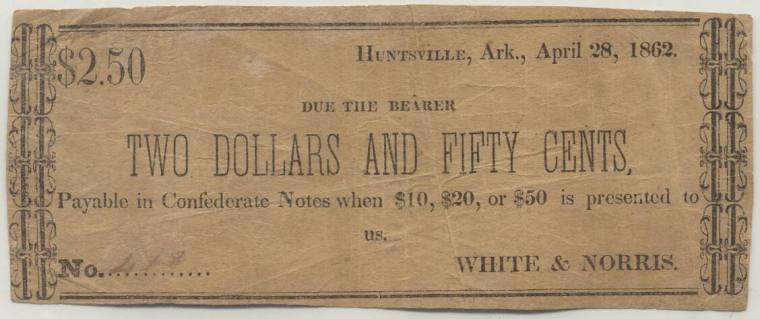 $2.50
Huntsville, Ark., April 28, 1862.
DUE THE BEARER
TWO DOLLARS AND FIFTY CENTS,
Payable in Confederate Notes when $10, $20, or $50 is presented to
us.
No.............
WHITE & NORRIS.